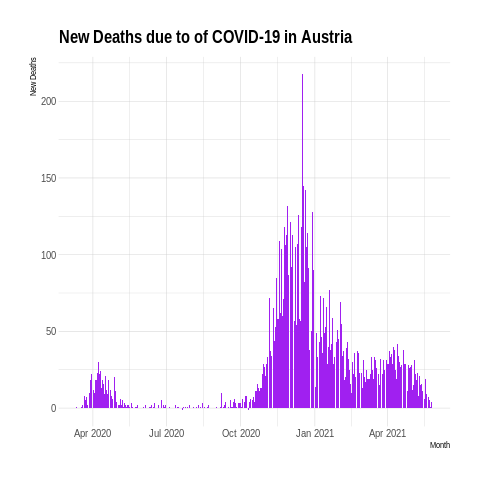 New Deaths due to of COVID-19 in Austria
New Deaths
200
150
100
50
0
Apr 2020 Jul 2020 Oct 2020 Jan 2021 Apr 2021
Month